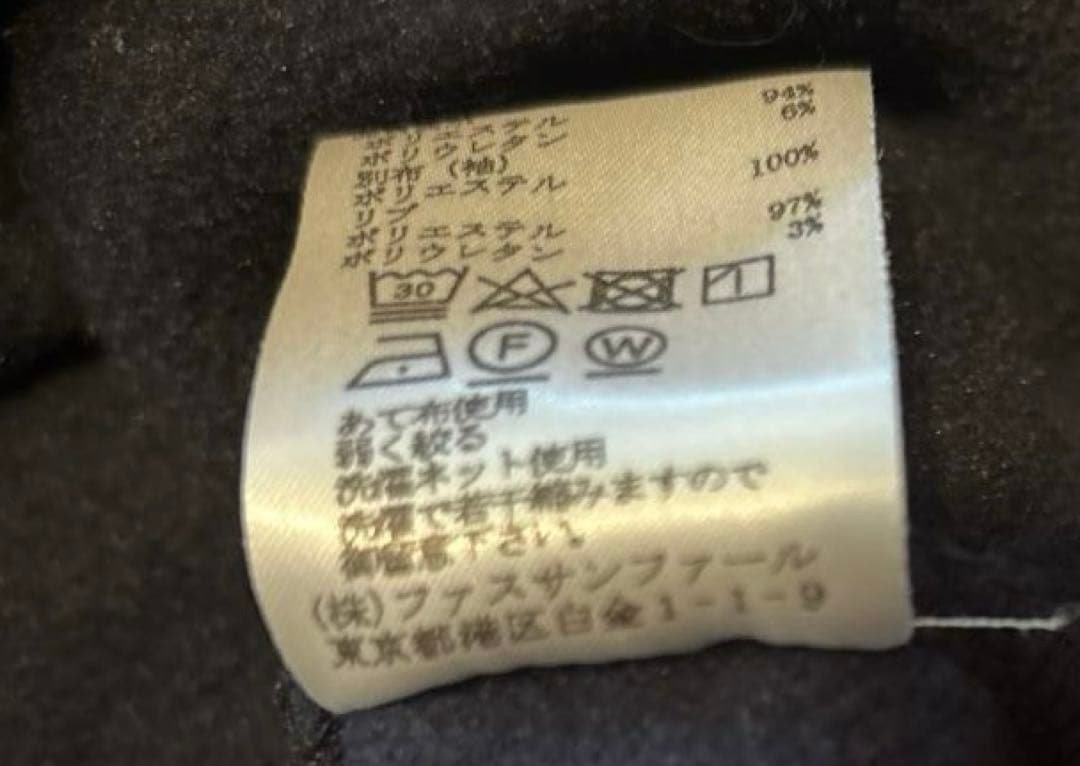 ポリエステル 94%
ポリウレタン 6%
別布(袖)
ポリエステル 100%
リブ
ポリエステル 97%
ポリウレタン 3%
30
F W
あて布使用
弱く絞る
洗濯ネット使用
洗濯で若干縮みますので
御留意下さい。
(株)ファスサンファール
東京都港区白金1-1-9